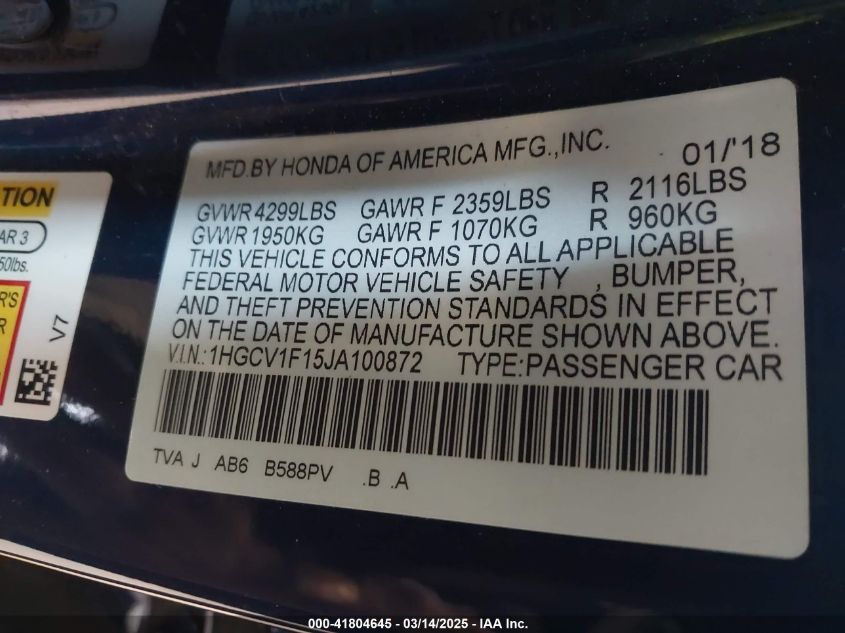 MFD.BY HONDA OF AMERICA MFG.,INC. 01/'18
GVWR 4299LBS GAWR F 2359LBS R 2116LBS
GVWR 1950KG GAWR F 1070KG R 960KG
THIS VEHICLE CONFORMS TO ALL APPLICABLE
FEDERAL MOTOR VEHICLE SAFETY , BUMPER,
AND THEFT PREVENTION STANDARDS IN EFFECT
ON THE DATE OF MANUFACTURE SHOWN ABOVE.
V.I.N.:1HGCV1F15JA100872 TYPE:PASSENGER CAR
TVA J AB6 B588PV .B .A
TION
AR 3
50lbs.
R'S
R
V7
000-41804645 - 03/14/2025 - IAA Inc.